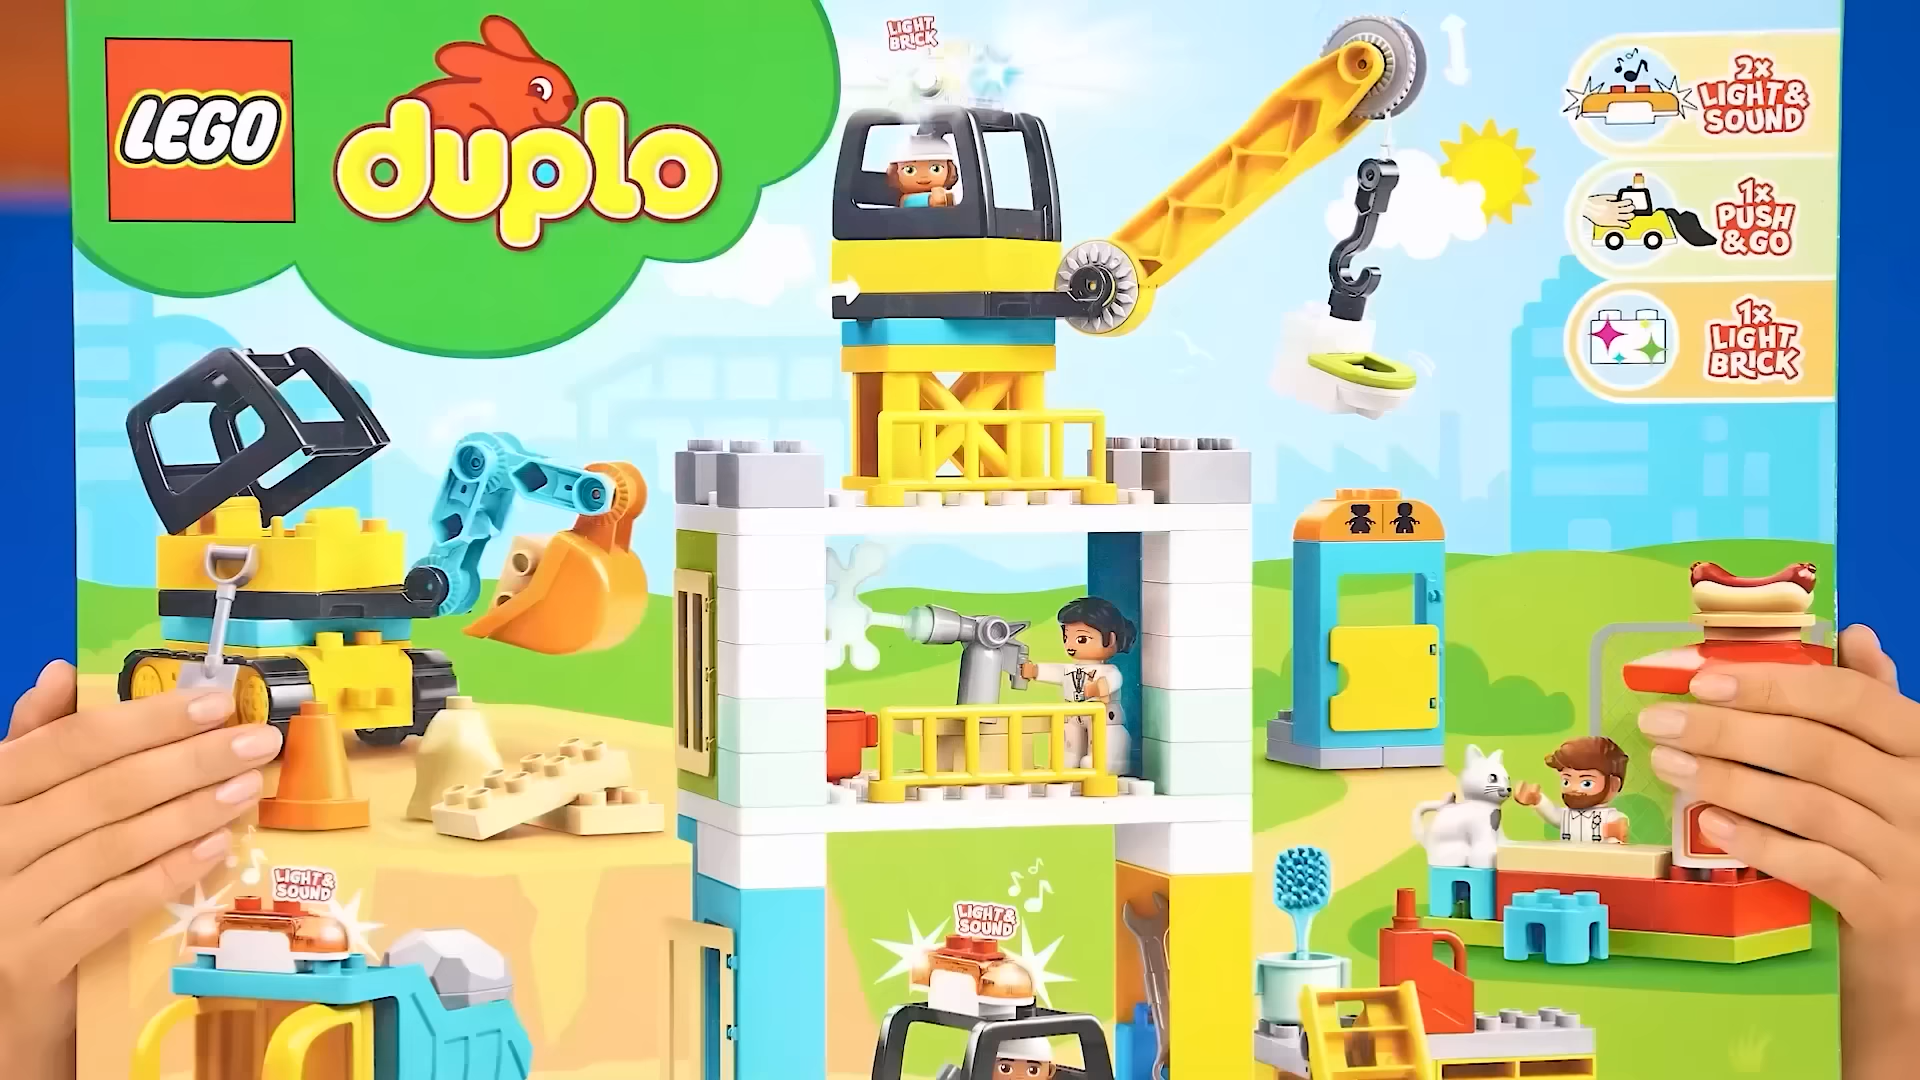 LEGO
duplo
LIGHT
BRICK
2x
LIGHT&
SOUND
1x
PUSH
&GO
1x
LIGHT
BRICK
LIGHT&
SOUND
LIGHT&
SOUND